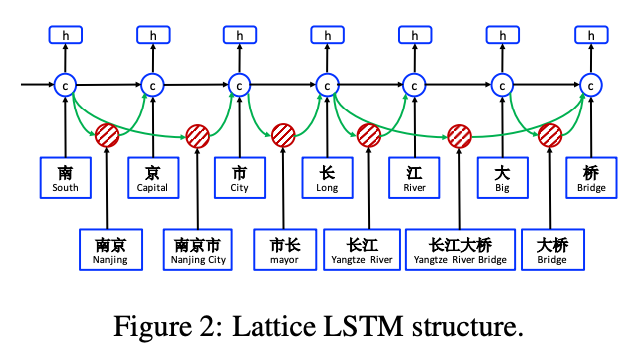 h h h h h h h
c c c c c c c
南 京 市 长 江 大 桥
South Capital City Long River Big Bridge
南京 南京市 市长 长江 长江大桥 大桥
Nanjing Nanjing City mayor Yangtze River Yangtze River Bridge Bridge
Figure 2: Lattice LSTM structure.